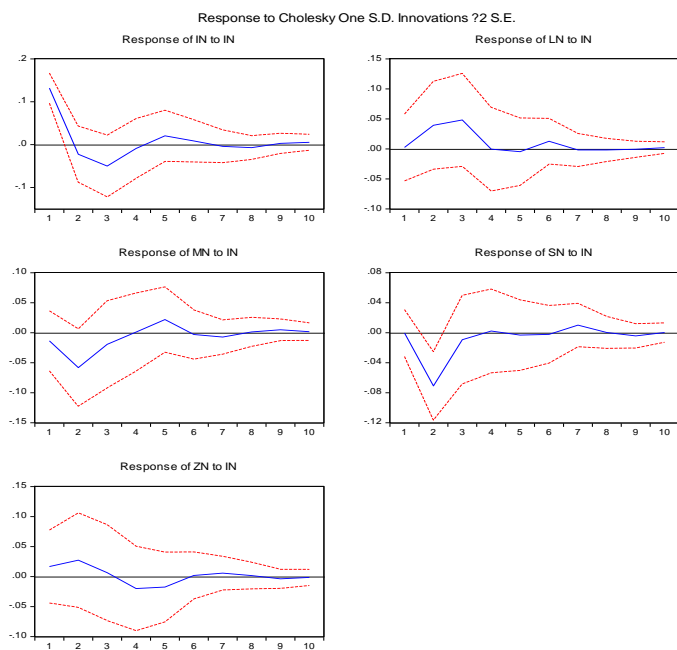 Response to Cholesky One S.D. Innovations ?2 S.E.
Response of IN to IN
.2
.1
.0
-.1
1 2 3 4 5 6 7 8 9 10
Response of LN to IN
.15
.10
.05
.00
-.05
-.10
1 2 3 4 5 6 7 8 9 10
Response of MN to IN
.10
.05
.00
-.05
-.10
-.15
1 2 3 4 5 6 7 8 9 10
Response of SN to IN
.08
.04
.00
-.04
-.08
-.12
1 2 3 4 5 6 7 8 9 10
Response of ZN to IN
.15
.10
.05
.00
-.05
-.10
1 2 3 4 5 6 7 8 9 10